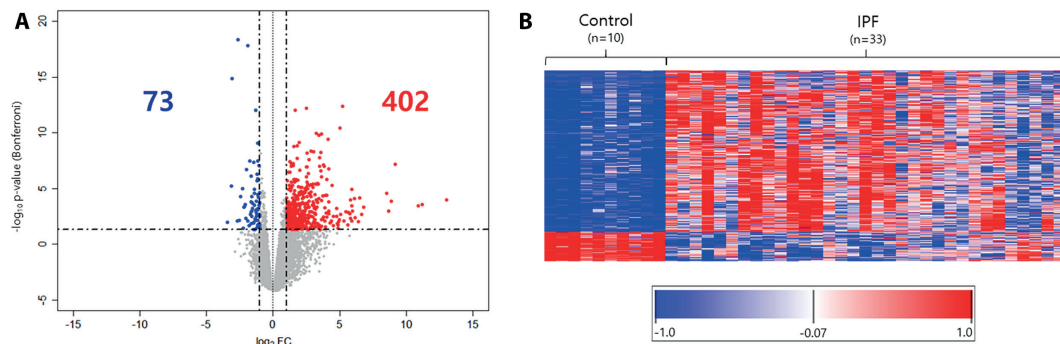 A
-log10 p-value (Bonferroni)
20
15
10
5
0
-5
73
402
-15
-10
-5
0
5
10
15
log2 FC
B
Control
(n=10)
IPF
(n=33)
-1.0
-0.07
1.0